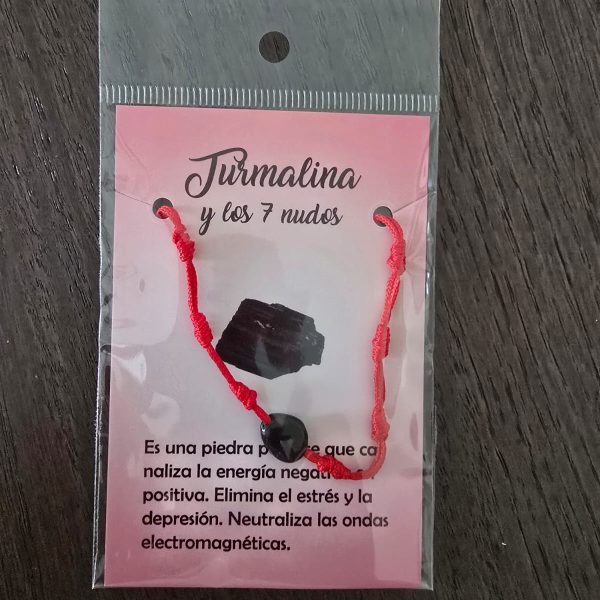 Turmalina
y los 7 nudos
Es una piedra que ca
naliza la energía
positiva. Elimina el estrés y la
depresión. Neutraliza las ondas
electromagnéticas.